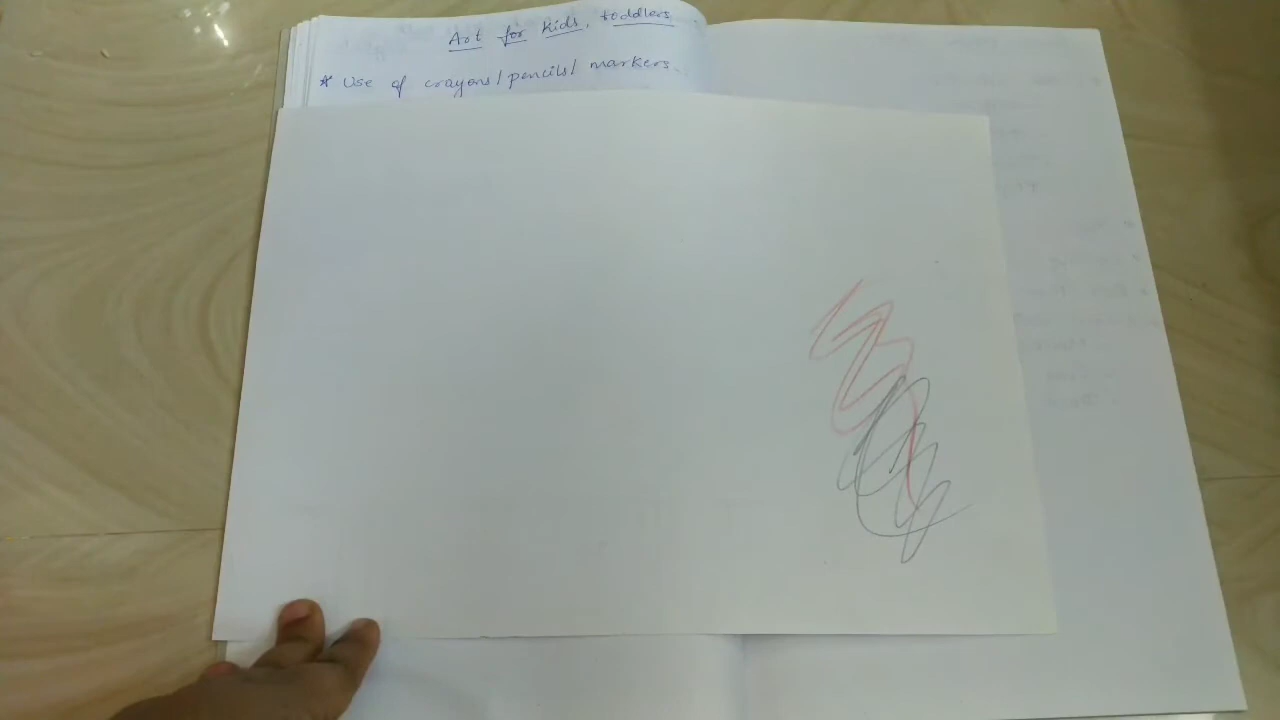 Art for Kids, toddlers
* Use of crayons/pencils/ markers.